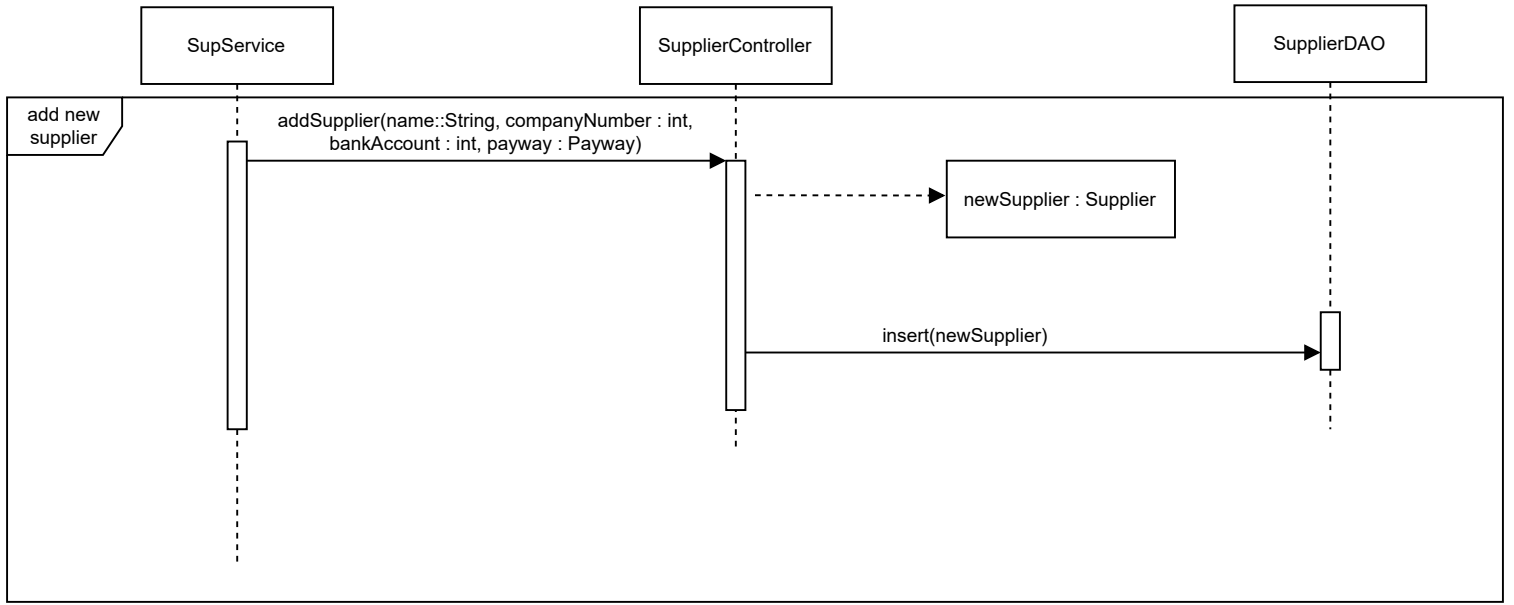 SupService
SupplierController
SupplierDAO
add new
supplier
addSupplier(name::String, companyNumber : int,
bankAccount : int, payway : Payway)
newSupplier : Supplier
insert(newSupplier)